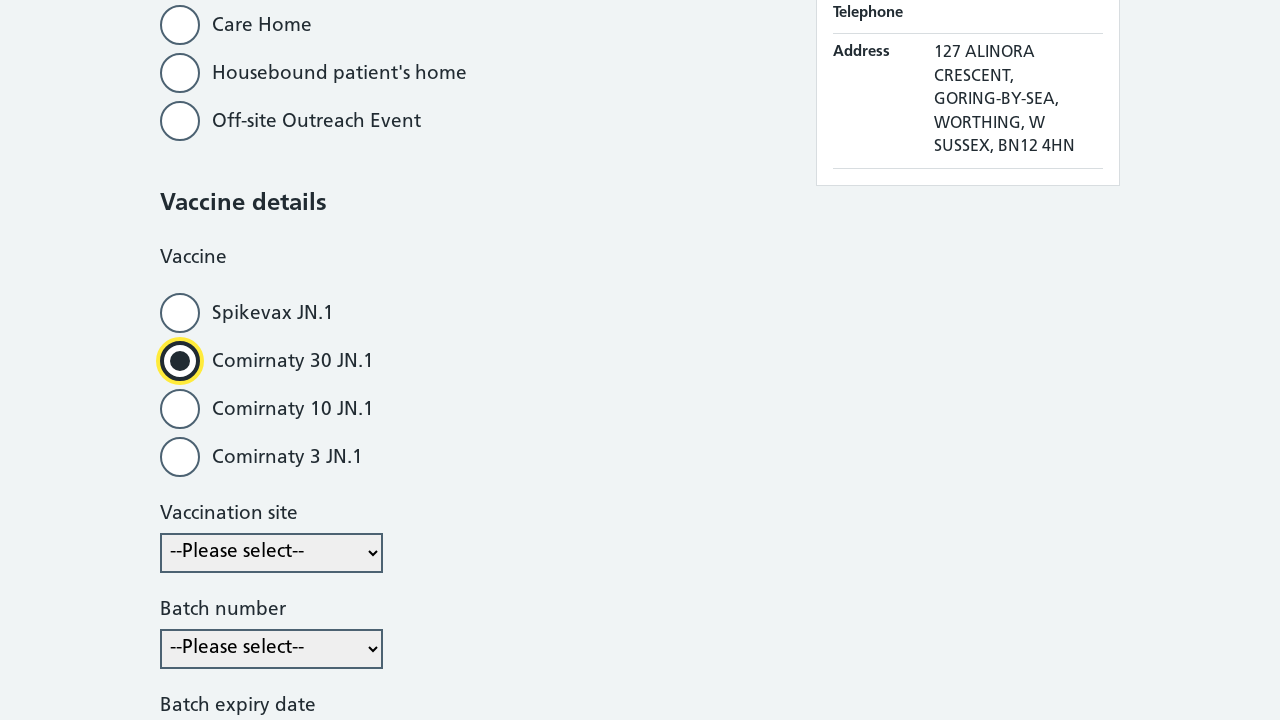 Care Home
Housebound patient's home
Off-site Outreach Event
Vaccine details
Vaccine
Spikevax JN.1
Comirnaty 30 JN.1
Comirnaty 10 JN.1
Comirnaty 3 JN.1
Vaccination site
--Please select--
Batch number
--Please select--
Batch expiry date
Telephone
Address
127 ALINORA
CRESCENT,
GORING-BY-SEA,
WORTHING, W
SUSSEX, BN12 4HN